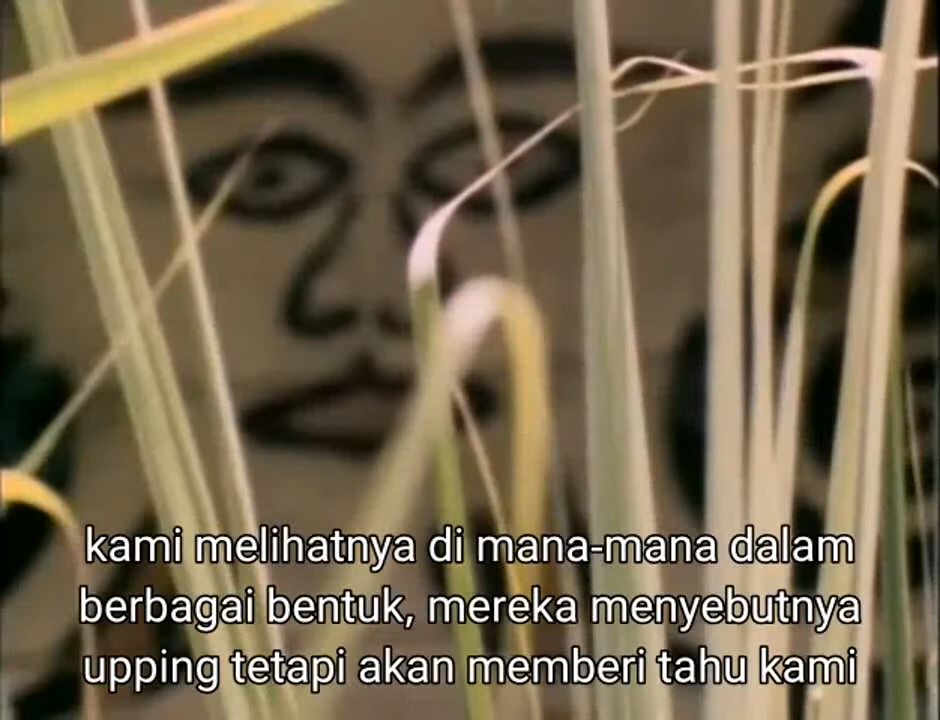 kami melihatnya di mana-mana dalam
berbagai bentuk, mereka menyebutnya
upping tetapi akan memberi tahu kami